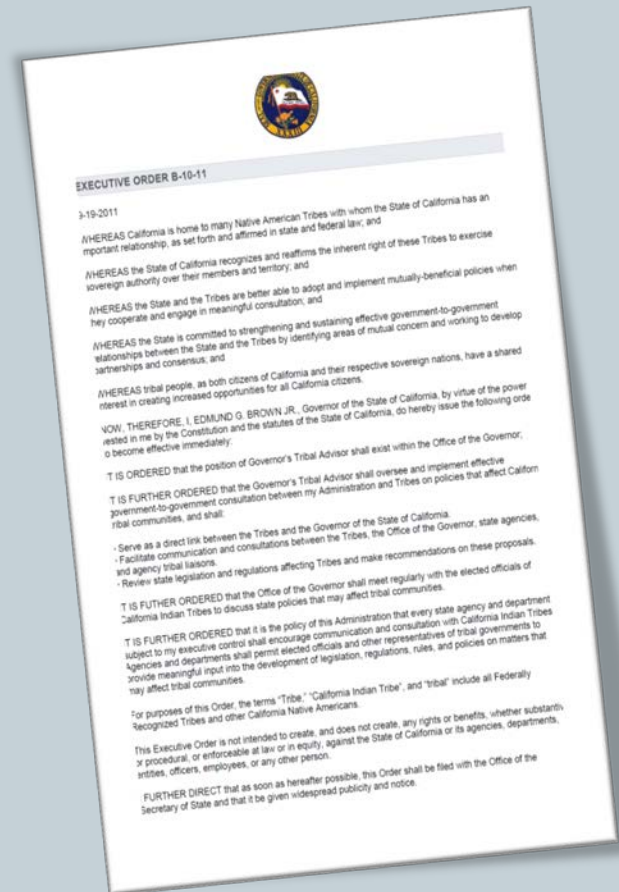 EXECUTIVE ORDER B-10-11
9-19-2011
WHEREAS California is home to many Native American Tribes with whom the State of California has an
mportant relationship, as set forth and affirmed in state and federal law; and
WHEREAS the State of California recognizes and reaffirms the inherent right of these Tribes to exercise
sovereign authority over their members and territory; and
WHEREAS the State and the Tribes are better able to adopt and implement mutually-beneficial policies when
hey cooperate and engage in meaningful consultation; and
WHEREAS the State is committed to strengthening and sustaining effective government-to-government
relationships between the State and the Tribes by identifying areas of mutual concern and working to develop
partnerships and consensus; and
WHEREAS tribal people, as both citizens of California and their respective sovereign nations, have a shared
nterest in creating increased opportunities for all California citizens.
NOW, THEREFORE, I, EDMUND G. BROWN JR., Governor of the State of California, by virtue of the power
vested in me by the Constitution and the statutes of the State of California, do hereby issue the following orde
o become effective immediately:
T IS ORDERED that the position of Governor's Tribal Advisor shall exist within the Office of the Governor;
T IS FURTHER ORDERED that the Governor's Tribal Advisor shall oversee and implement effective
government-to-government consultation between my Administration and Tribes on policies that affect Californ
ribal communities, and shall:
- Serve as a direct link between the Tribes and the Governor of the State of California.
- Facilitate communication and consultations between the Tribes, the Office of the Governor, state agencies,
and agency tribal liaisons.
- Review state legislation and regulations affecting Tribes and make recommendations on these proposals.
T IS FUTHER ORDERED that the Office of the Governor shall meet regularly with the elected officials of
California Indian Tribes to discuss state policies that may affect tribal communities.
T IS FURTHER ORDERED that it is the policy of this Administration that every state agency and department
subject to my executive control shall encourage communication and consultation with California Indian Tribes
Agencies and departments shall permit elected officials and other representatives of tribal governments to
provide meaningful input into the development of legislation, regulations, rules, and policies on matters that
may affect tribal communities.
For purposes of this Order, the terms "Tribe," "California Indian Tribe", and "tribal" include all Federally
Recognized Tribes and other California Native Americans.
This Executive Order is not intended to create, and does not create, any rights or benefits, whether substantiv
or procedural, or enforceable at law or in equity, against the State of California or its agencies, departments,
entities, officers, employees, or any other person.
FURTHER DIRECT that as soon as hereafter possible, this Order shall be filed with the Office of the
Secretary of State and that it be given widespread publicity and notice.